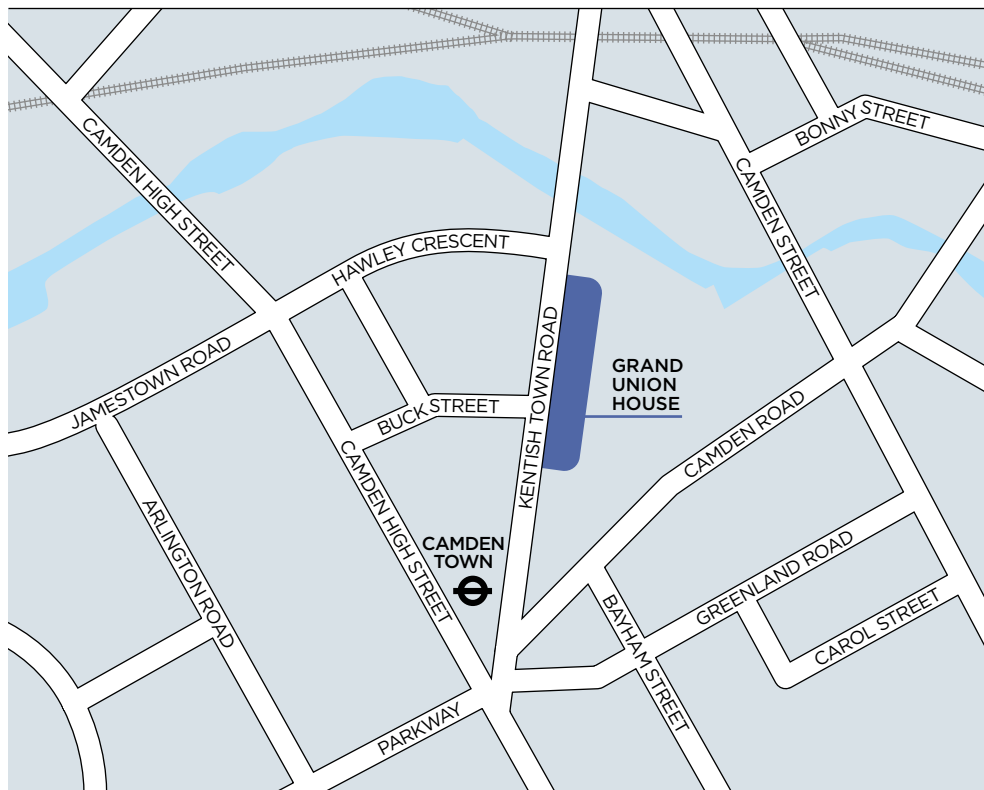 BONNY STREET
CAMDEN HIGH STREET
CAMDEN STREET
HAWLEY CRESCENT
JAMESTOWN ROAD
KENTISH TOWN ROAD
GRAND
UNION
HOUSE
BUCK STREET
CAMDEN ROAD
CAMDEN HIGH STREET
ARLINGTON ROAD
CAMDEN
TOWN
GREENLAND ROAD
BAYHAM STREET
CAROL STREET
PARKWAY